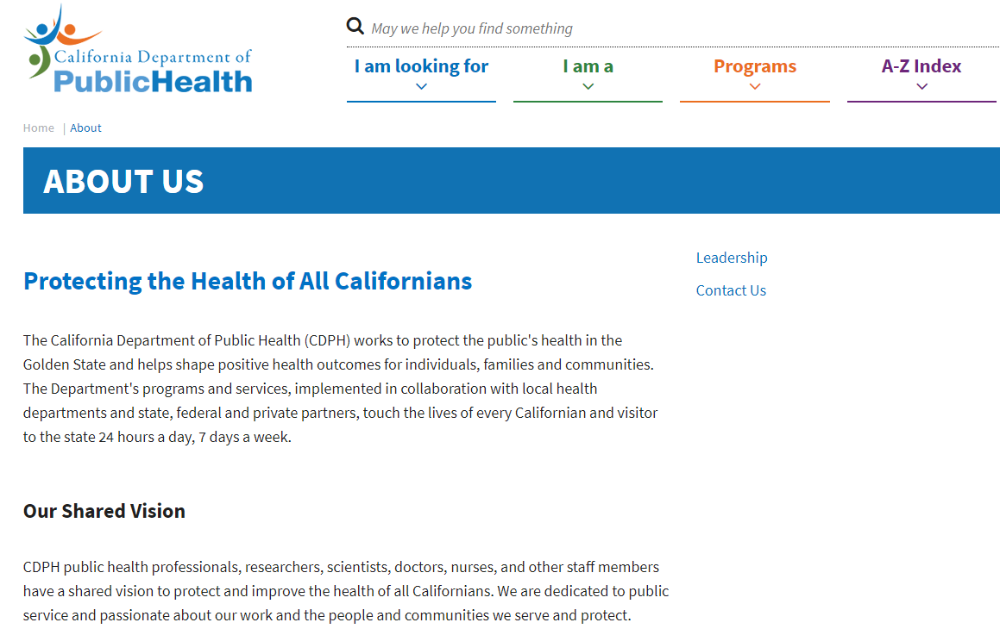 California Department of
PublicHealth
May we help you find something
I am looking for
I am a
Programs
A-Z Index
Home | About
ABOUT US
Protecting the Health of All Californians
The California Department of Public Health (CDPH) works to protect the public's health in the
Golden State and helps shape positive health outcomes for individuals, families and communities.
The Department's programs and services, implemented in collaboration with local health
departments and state, federal and private partners, touch the lives of every Californian and visitor
to the state 24 hours a day, 7 days a week.
Our Shared Vision
CDPH public health professionals, researchers, scientists, doctors, nurses, and other staff members
have a shared vision to protect and improve the health of all Californians. We are dedicated to public
service and passionate about our work and the people and communities we serve and protect.
Leadership
Contact Us